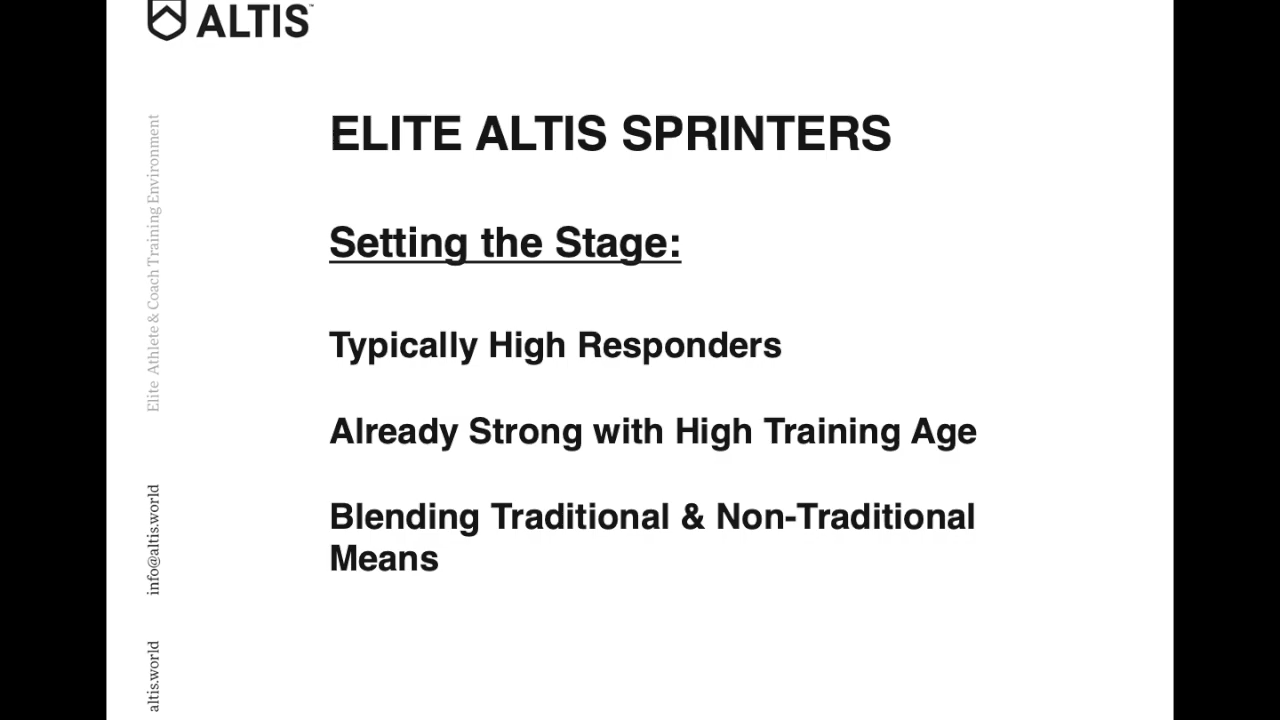 ALTIS™
ELITE ALTIS SPRINTERS
Setting the Stage:
Typically High Responders
Already Strong with High Training Age
Blending Traditional & Non-Traditional
Means
Elite Athlete & Coach Training Environment
info@altis.world
altis.world